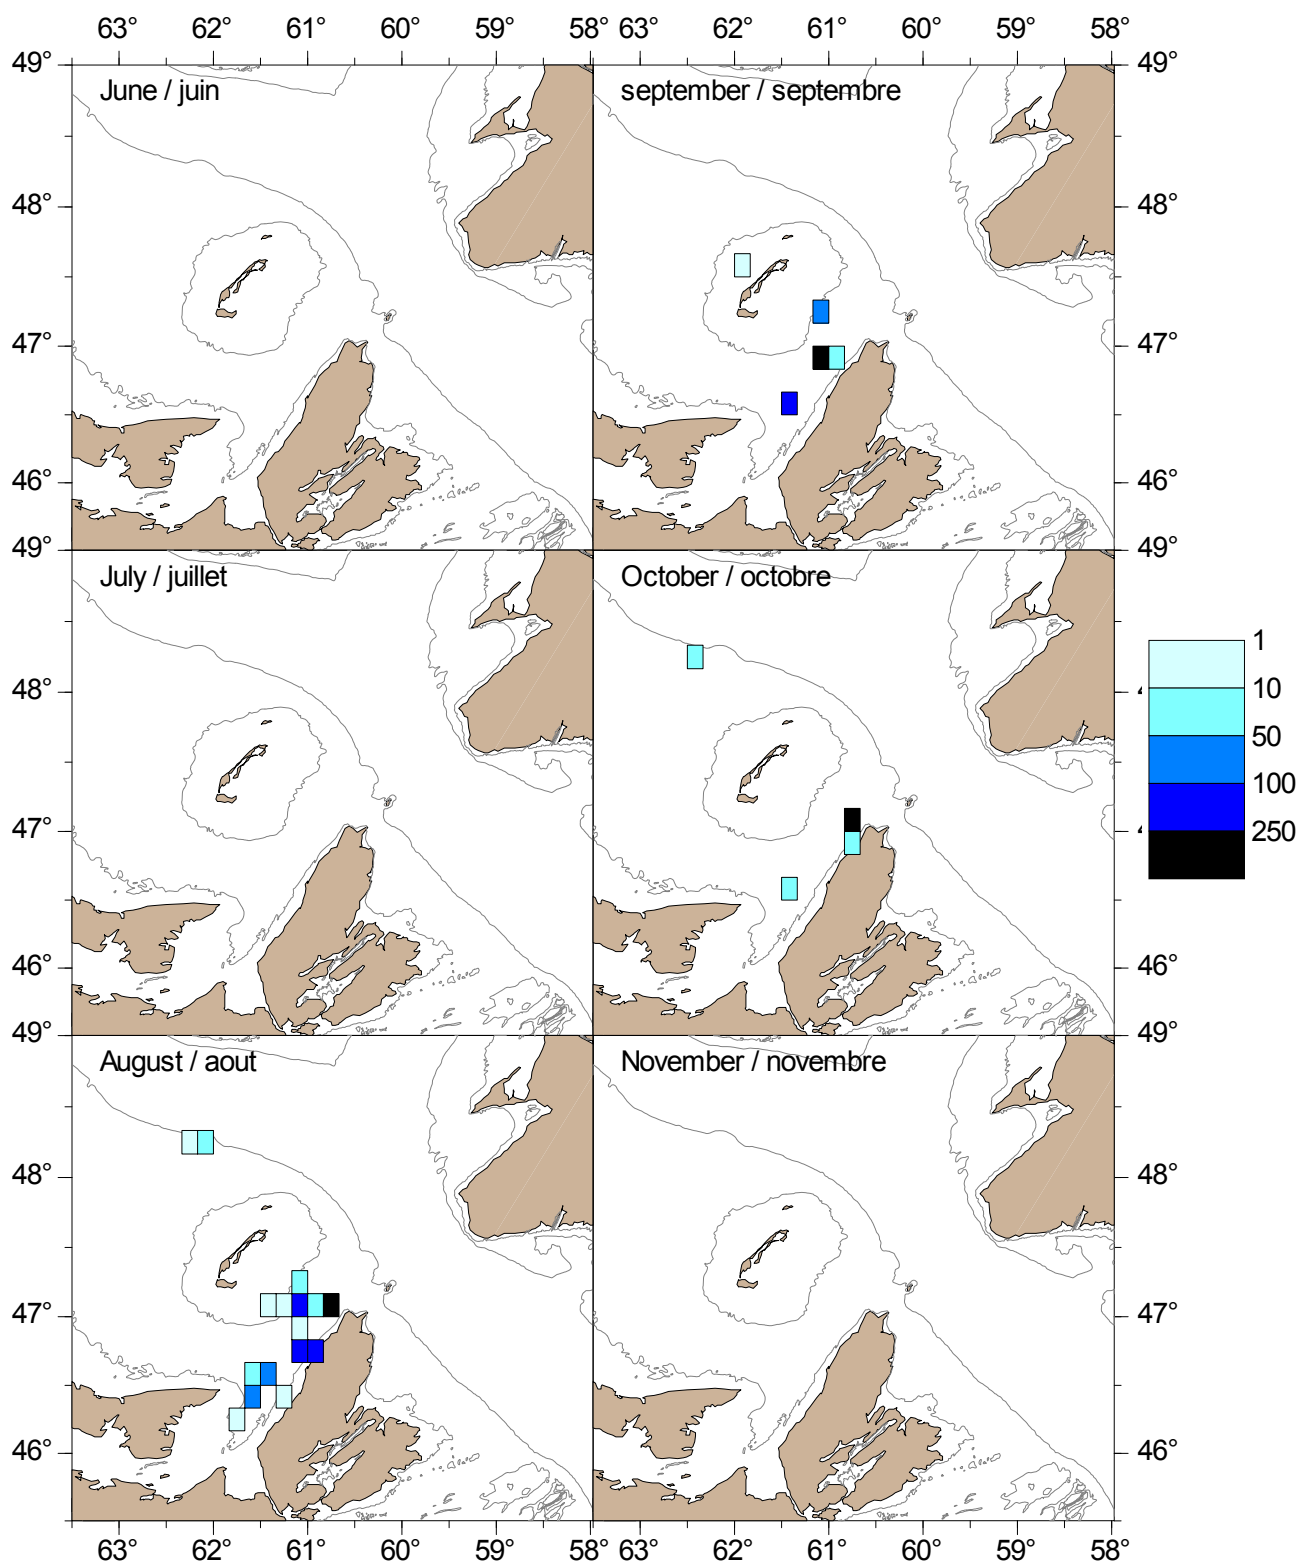 63° 62° 61° 60° 59° 58° 63° 62° 61° 60° 59° 58°
49° June / juin september / septembre 49°
48° 48°
47° 47°
46° 46°
49° 49°
July / juillet October / octobre
1
48° 10
50
100
47° 250
46° 46°
49° 49°
August / aout November / novembre
48° 48°
47° 47°
46° 46°
63° 62° 61° 60° 59° 58° 63° 62° 61° 60° 59° 58°